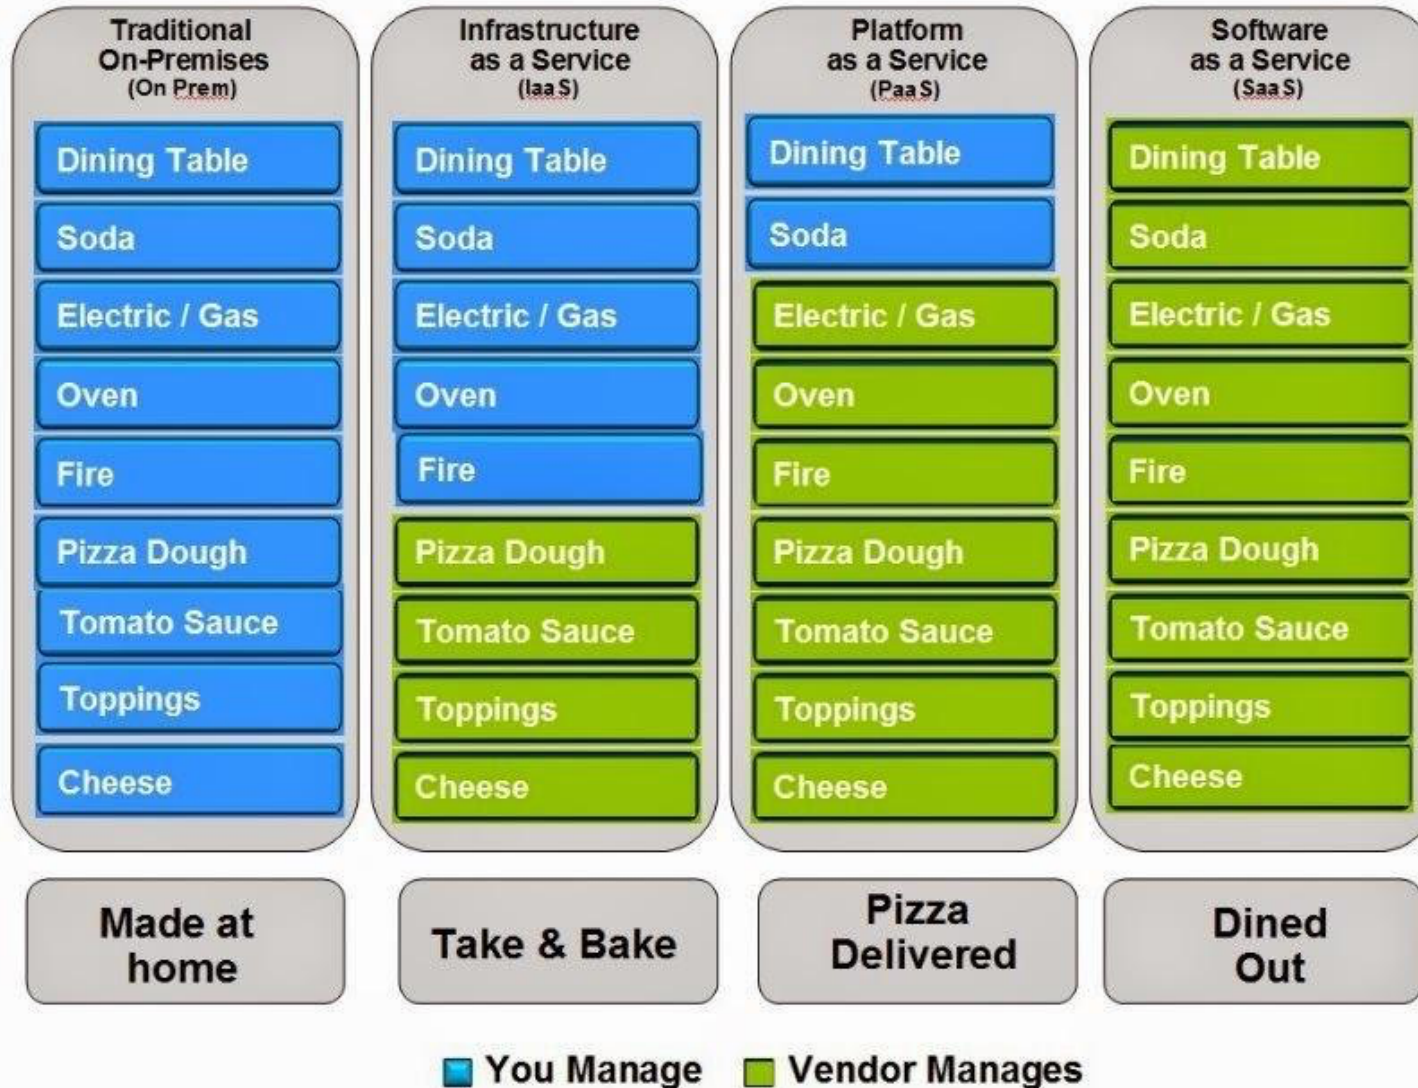 Traditional
On-Premises
(On Prem)
Dining Table
Soda
Electric / Gas
Oven
Fire
Pizza Dough
Tomato Sauce
Toppings
Cheese
Made at
home
Infrastructure
as a Service
(IaaS)
Dining Table
Soda
Electric / Gas
Oven
Fire
Pizza Dough
Tomato Sauce
Toppings
Cheese
Take & Bake
Platform
as a Service
(PaaS)
Dining Table
Soda
Electric / Gas
Oven
Fire
Pizza Dough
Tomato Sauce
Toppings
Cheese
Pizza
Delivered
Software
as a Service
(SaaS)
Dining Table
Soda
Electric / Gas
Oven
Fire
Pizza Dough
Tomato Sauce
Toppings
Cheese
Dined
Out
You Manage
Vendor Manages